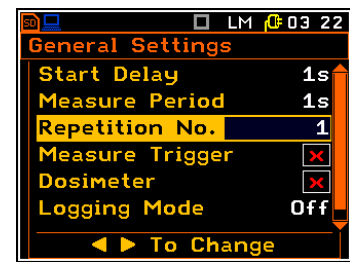 SD LM 03 22
General Settings
Start Delay 1s
Measure Period 1s
Repetition No. 1
Measure Trigger
Dosimeter
Logging Mode Off
To Change